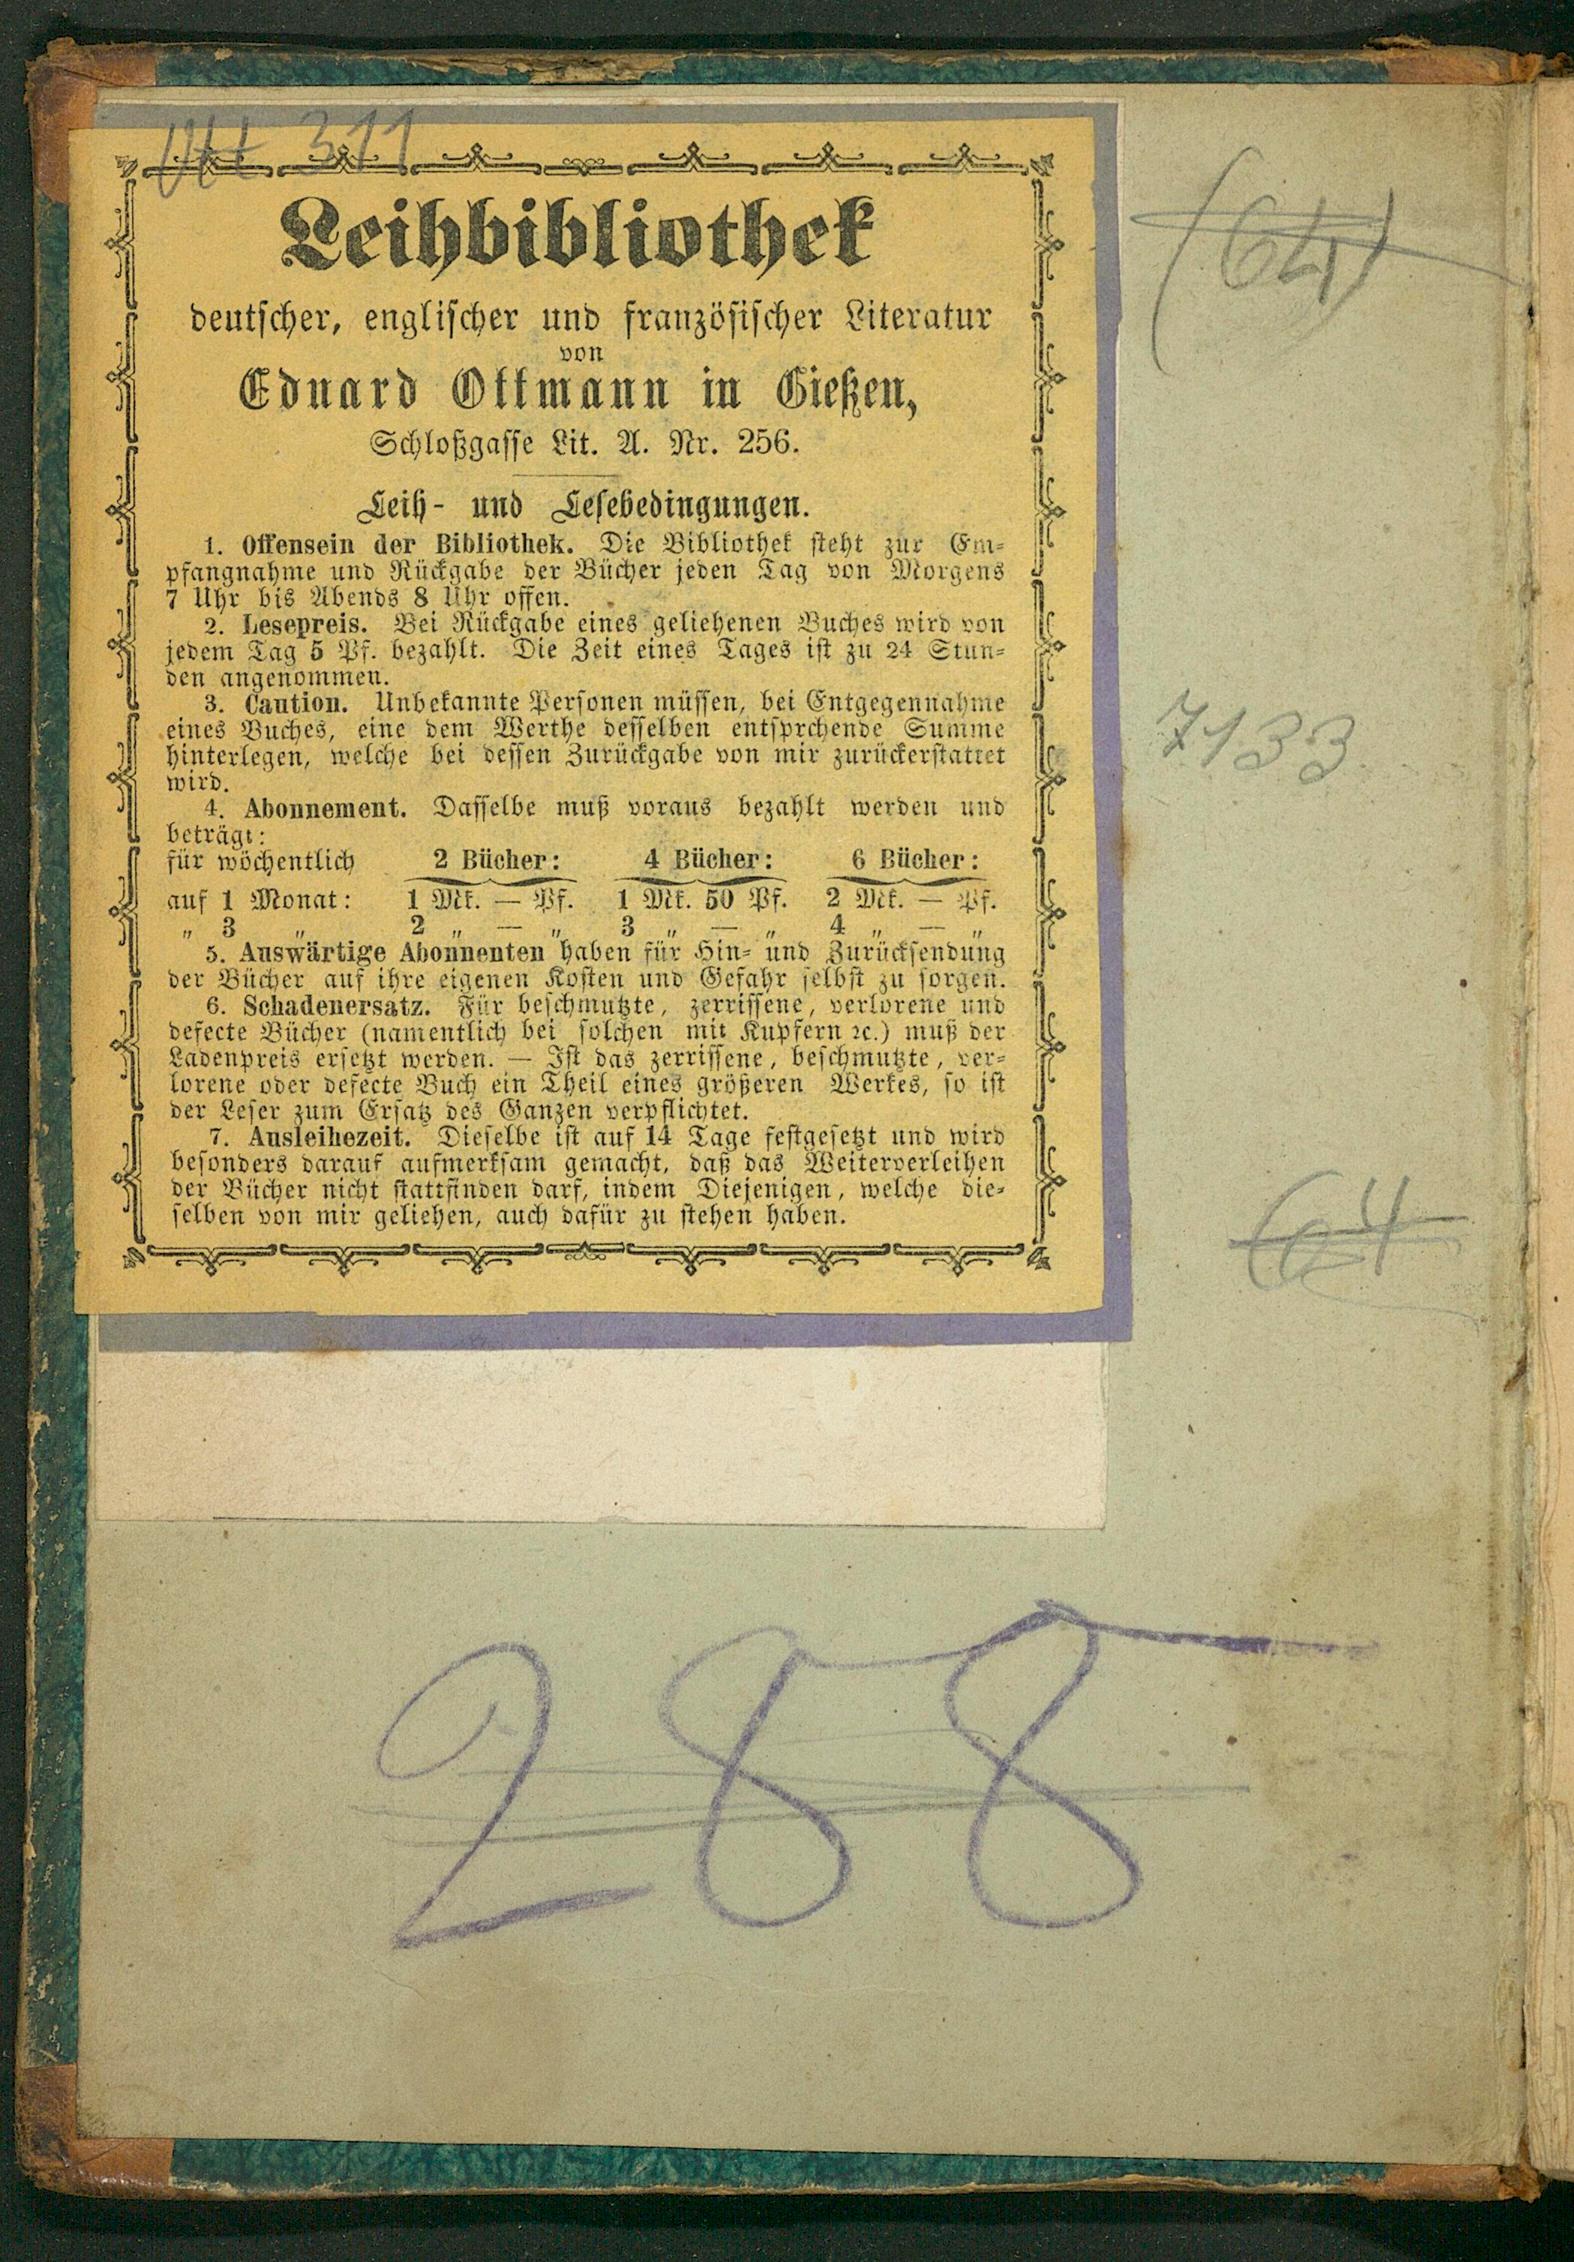 311
Leihbibliothek
deutscher, englischer und französischer Literatur
von
Eduard Ottmann in Gießen,
Schloßgasse Lit. A. Nr. 256.
Leih- und Lesebedingungen.
1. Offensein der Bibliothek. Die Bibliothek steht zur Em-
pfangnahme und Rückgabe der Bücher jeden Tag von Morgens
7 Uhr bis Abends 8 Uhr offen.
2. Lesepreis. Bei Rückgabe eines geliehenen Buches wird von
jedem Tag 5 Pf. bezahlt. Die Zeit eines Tages ist zu 24 Stun-
den angenommen.
3. Caution. Unbekannte Personen müssen, bei Entgegennahme
eines Buches, eine dem Werthe desselben entsprchende Summe
hinterlegen, welche bei dessen Zurückgabe von mir zurückerstattet
wird.
4. Abonnement. Dasselbe muß voraus bezahlt werden und
beträgt:
für wöchentlich 2 Bücher: 4 Bücher: 6 Bücher:
auf 1 Monat: 1 Mk. — Pf. 1 Mk. 50 Pf. 2 Mk. — Pf.
„ 3 „ 2 „ — „ 3 „ — „ 4 „ — „
5. Auswärtige Abonnenten haben für Hin- und Zurücksendung
der Bücher auf ihre eigenen Kosten und Gefahr selbst zu sorgen.
6. Schadenersatz. Für beschmutzte, zerrissene, verlorene und
defecte Bücher (namentlich bei solchen mit Kupfern ꝛc.) muß der
Ladenpreis ersetzt werden. — Ist das zerrissene, beschmutzte, ver-
lorene oder defecte Buch ein Theil eines größeren Werkes, so ist
der Leser zum Ersatz des Ganzen verpflichtet.
7. Ausleihezeit. Dieselbe ist auf 14 Tage festgesetzt und wird
besonders darauf aufmerksam gemacht, daß das Weiterverleihen
der Bücher nicht stattfinden darf, indem Diejenigen, welche die-
selben von mir geliehen, auch dafür zu stehen haben.
(64)
7133
64
288